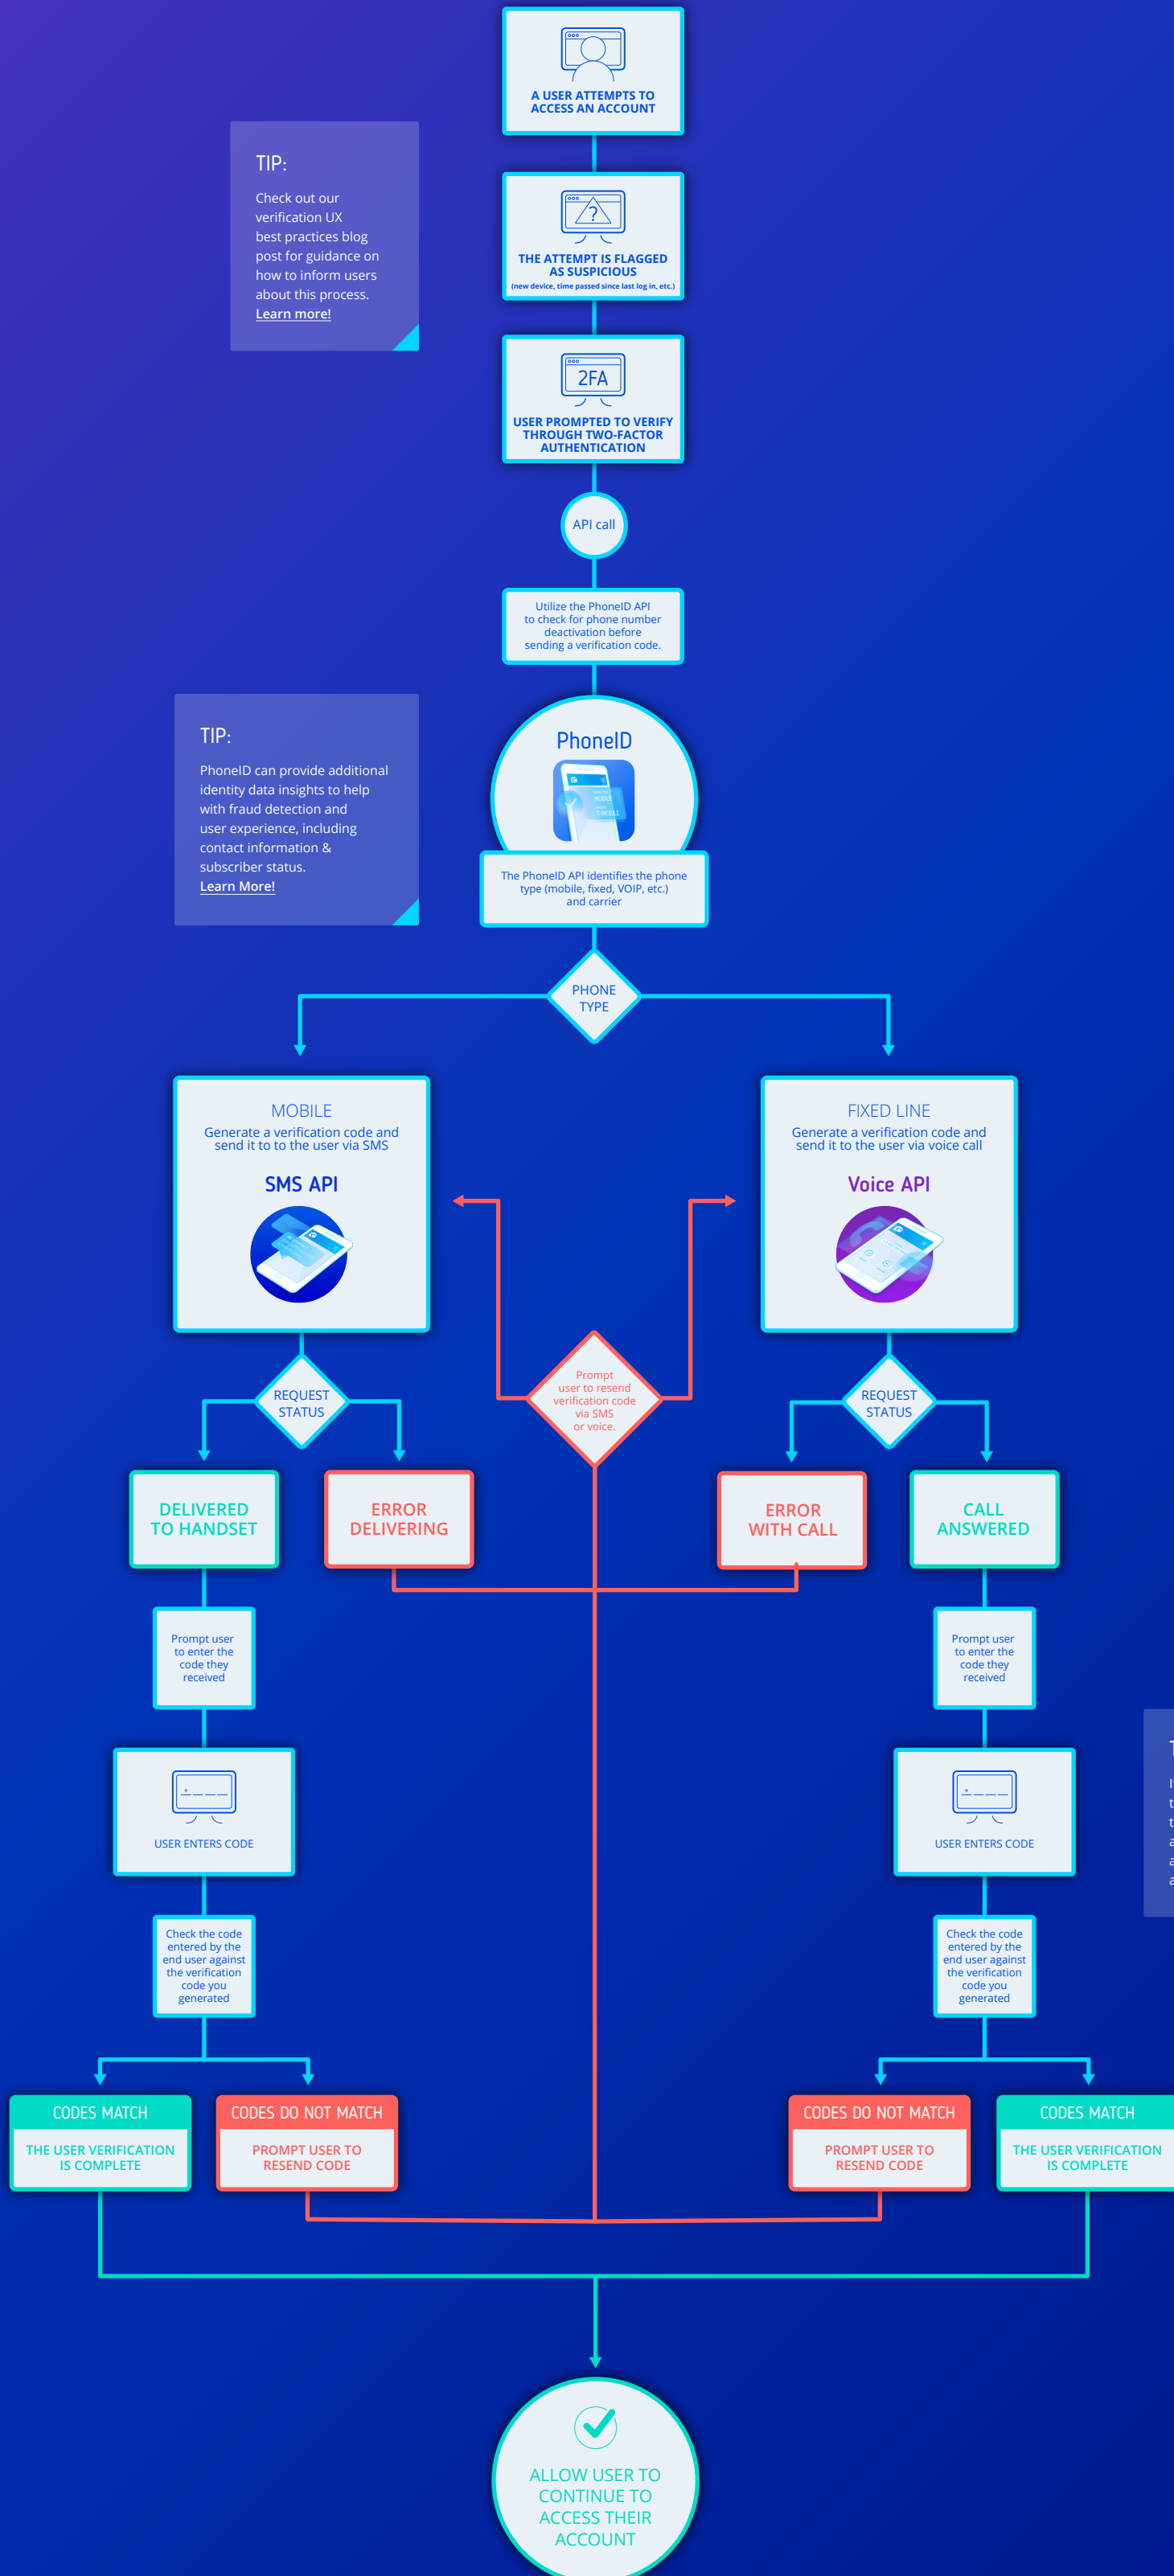 A USER ATTEMPTS TO
ACCESS AN ACCOUNT
TIP:
Check out our
verification UX
best practices blog
post for guidance on
how to inform users
about this process.
Learn more!
?
THE ATTEMPT IS FLAGGED
AS SUSPICIOUS
(new device, time passed since last log in, etc.)
2FA
USER PROMPTED TO VERIFY
THROUGH TWO-FACTOR
AUTHENTICATION
API call
Utilize the PhoneID API
to check for phone number
deactivation before
sending a verification code.
TIP:
PhoneID can provide additional
identity data insights to help
with fraud detection and
user experience, including
contact information &
subscriber status.
Learn More!
PhoneID
MOBILE
T-MOBILE
The PhoneID API identifies the phone
type (mobile, fixed, VOIP, etc.)
and carrier
PHONE
TYPE
MOBILE
Generate a verification code and
send it to to the user via SMS
SMS API
FIXED LINE
Generate a verification code and
send it to the user via voice call
Voice API
REQUEST
STATUS
Prompt
user to resend
verification code
via SMS
or voice.
REQUEST
STATUS
DELIVERED
TO HANDSET
ERROR
DELIVERING
ERROR
WITH CALL
CALL
ANSWERED
Prompt user
to enter the
code they
received
Prompt user
to enter the
code they
received
USER ENTERS CODE
USER ENTERS CODE
Check the code
entered by the
end user against
the verification
code you
generated
Check the code
entered by the
end user against
the verification
code you
generated
CODES MATCH
THE USER VERIFICATION
IS COMPLETE
CODES DO NOT MATCH
PROMPT USER TO
RESEND CODE
CODES DO NOT MATCH
PROMPT USER TO
RESEND CODE
CODES MATCH
THE USER VERIFICATION
IS COMPLETE
ALLOW USER TO
CONTINUE TO
ACCESS THEIR
ACCOUNT